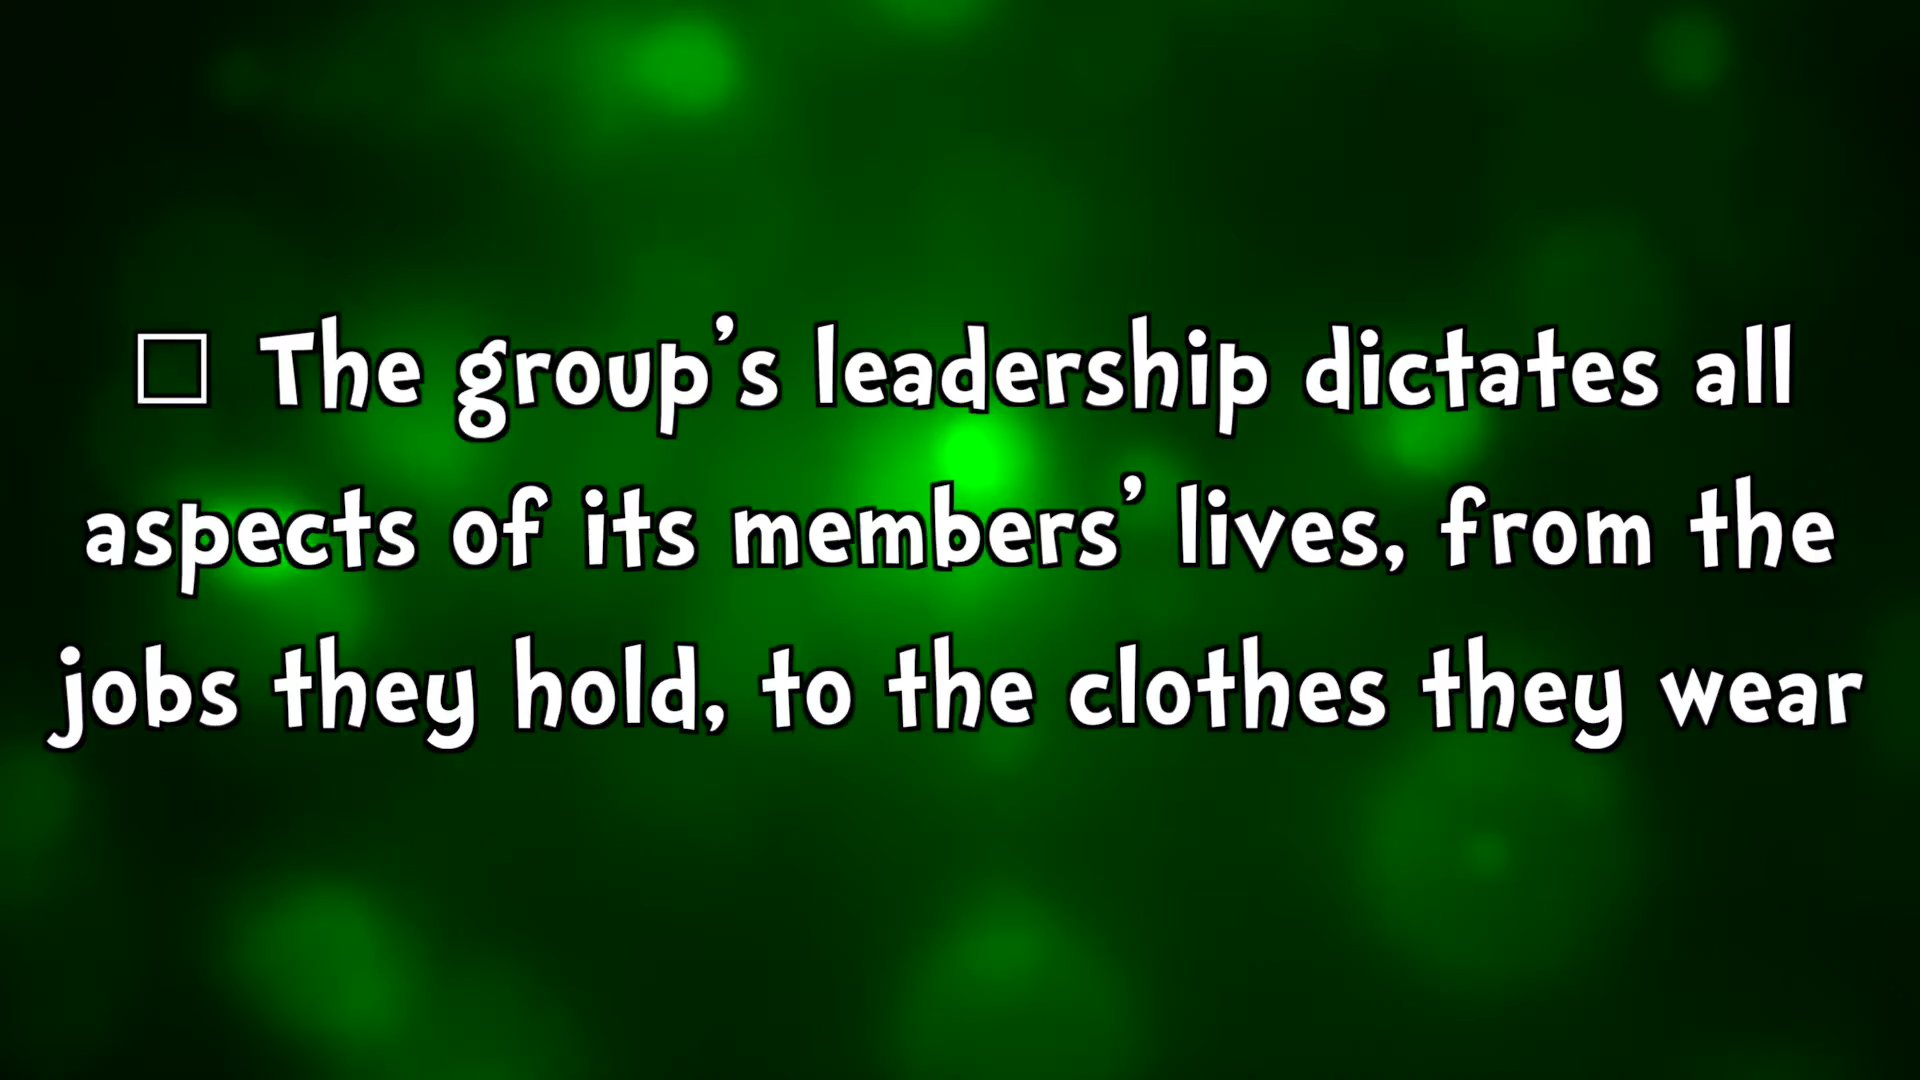 ☐ The group’s leadership dictates all
aspects of its members’ lives, from the
jobs they hold, to the clothes they wear